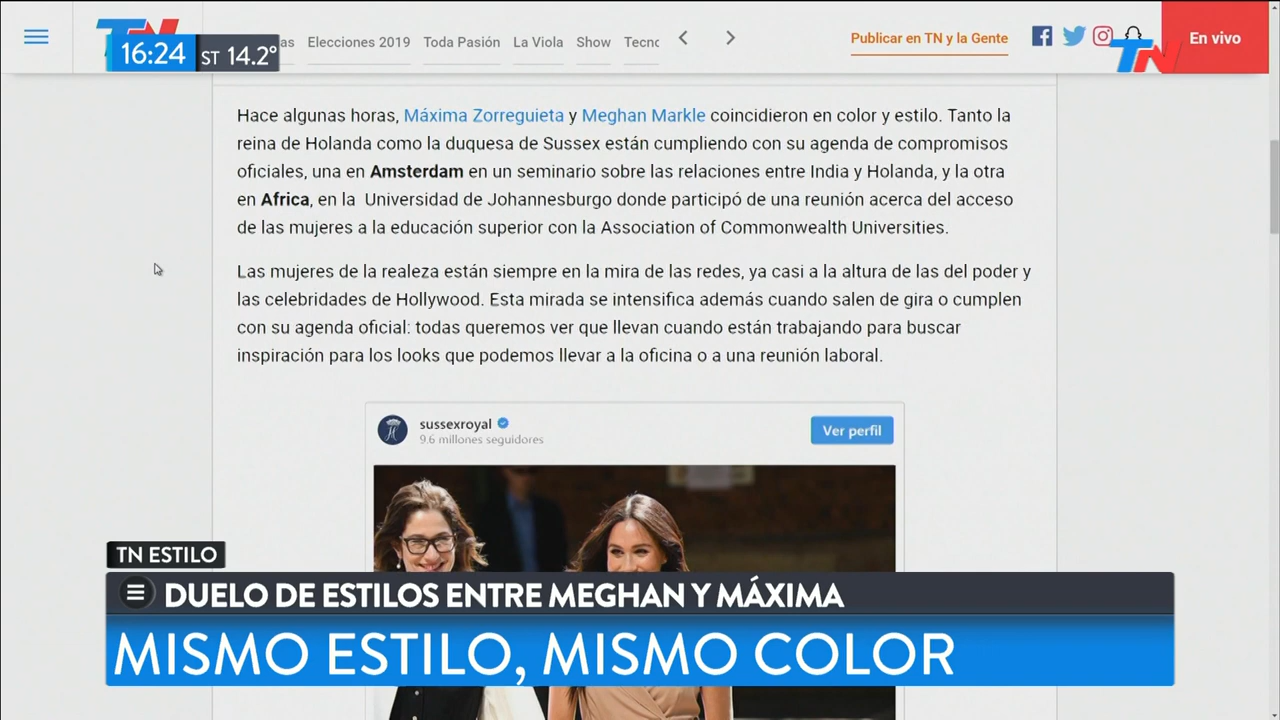 TN
16:24 ST 14.2°
as
Elecciones 2019
Toda Pasión
La Viola
Show
Tecno
Publicar en TN y la Gente
TN
En vivo
Hace algunas horas, Máxima Zorreguieta y Meghan Markle coincidieron en color y estilo. Tanto la
reina de Holanda como la duquesa de Sussex están cumpliendo con su agenda de compromisos
oficiales, una en Amsterdam en un seminario sobre las relaciones entre India y Holanda, y la otra
en Africa, en la Universidad de Johannesburgo donde participó de una reunión acerca del acceso
de las mujeres a la educación superior con la Association of Commonwealth Universities.
Las mujeres de la realeza están siempre en la mira de las redes, ya casi a la altura de las del poder y
las celebridades de Hollywood. Esta mirada se intensifica además cuando salen de gira o cumplen
con su agenda oficial: todas queremos ver que llevan cuando están trabajando para buscar
inspiración para los looks que podemos llevar a la oficina o a una reunión laboral.
sussexroyal
9.6 millones seguidores
Ver perfil
TN ESTILO
DUELO DE ESTILOS ENTRE MEGHAN Y MÁXIMA
MISMO ESTILO, MISMO COLOR